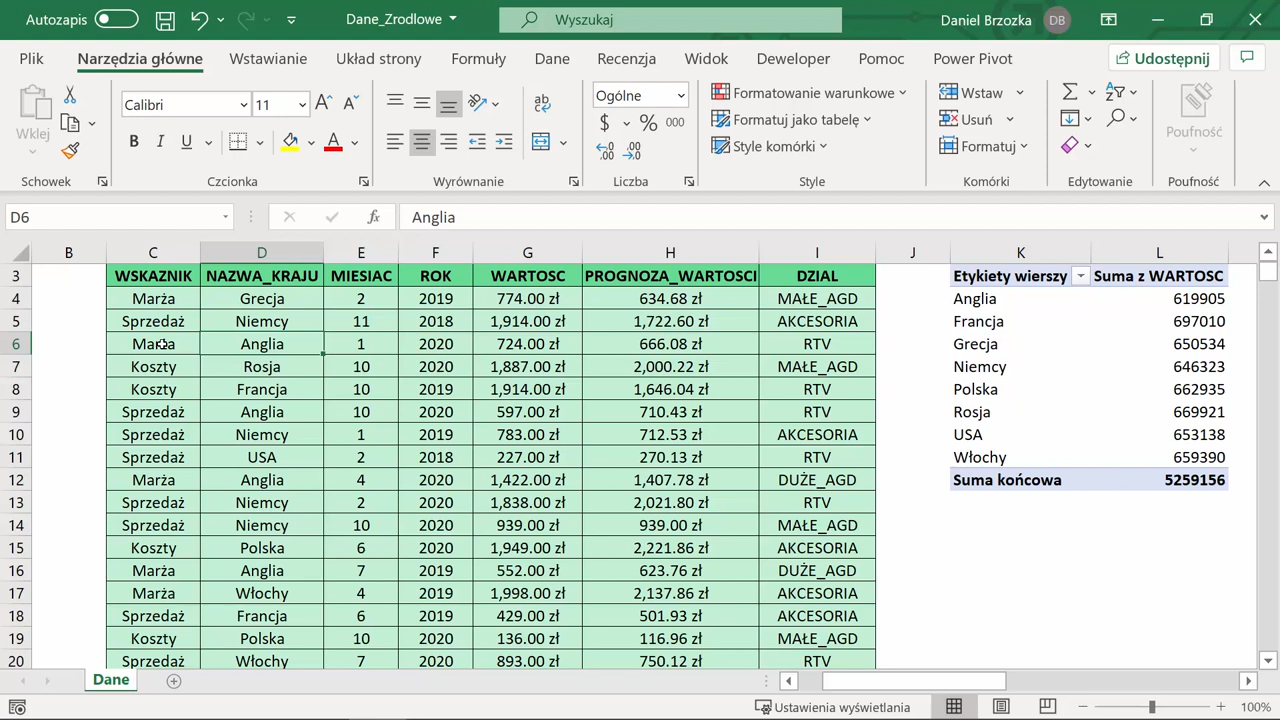 Autozapis
Dane_Zrodlowe
Wyszukaj
Daniel Brzozka
DB
Plik
Narzędzia główne
Wstawianie
Układ strony
Formuły
Dane
Recenzja
Widok
Deweloper
Pomoc
Power Pivot
Udostępnij
Wklej
Calibri
11
A A
ab
Ogólne
Formatowanie warunkowe
Wstaw
B I U A
$ % 000
Formatuj jako tabelę
Usuń
Poufność
Style komórki
Formatuj
Schowek
Czcionka
Wyrównanie
Liczba
Style
Komórki
Edytowanie
Poufność
D6
fx
Anglia
B C D E F G H I J K L
3 WSKAZNIK NAZWA_KRAJU MIESIAC ROK WARTOSC PROGNOZA_WARTOSCI DZIAL Etykiety wierszy Suma z WARTOSC
4 Marża Grecja 2 2019 774.00 zł 634.68 zł MAŁE_AGD Anglia 619905
5 Sprzedaż Niemcy 11 2018 1,914.00 zł 1,722.60 zł AKCESORIA Francja 697010
6 Marża Anglia 1 2020 724.00 zł 666.08 zł RTV Grecja 650534
7 Koszty Rosja 10 2020 1,887.00 zł 2,000.22 zł MAŁE_AGD Niemcy 646323
8 Koszty Francja 10 2019 1,914.00 zł 1,646.04 zł RTV Polska 662935
9 Sprzedaż Anglia 10 2020 597.00 zł 710.43 zł RTV Rosja 669921
10 Sprzedaż Niemcy 1 2019 783.00 zł 712.53 zł AKCESORIA USA 653138
11 Sprzedaż USA 2 2018 227.00 zł 270.13 zł RTV Włochy 659390
12 Marża Anglia 4 2020 1,422.00 zł 1,407.78 zł DUŻE_AGD Suma końcowa 5259156
13 Sprzedaż Niemcy 2 2020 1,838.00 zł 2,021.80 zł RTV
14 Sprzedaż Niemcy 10 2020 939.00 zł 939.00 zł MAŁE_AGD
15 Koszty Polska 6 2020 1,949.00 zł 2,221.86 zł AKCESORIA
16 Marża Anglia 7 2019 552.00 zł 623.76 zł DUŻE_AGD
17 Marża Włochy 4 2019 1,998.00 zł 2,137.86 zł AKCESORIA
18 Sprzedaż Francja 6 2019 429.00 zł 501.93 zł AKCESORIA
19 Koszty Polska 10 2020 136.00 zł 116.96 zł MAŁE_AGD
20 Sprzedaż Włochy 7 2020 893.00 zł 750.12 zł RTV
Dane
Ustawienia wyświetlania
100%